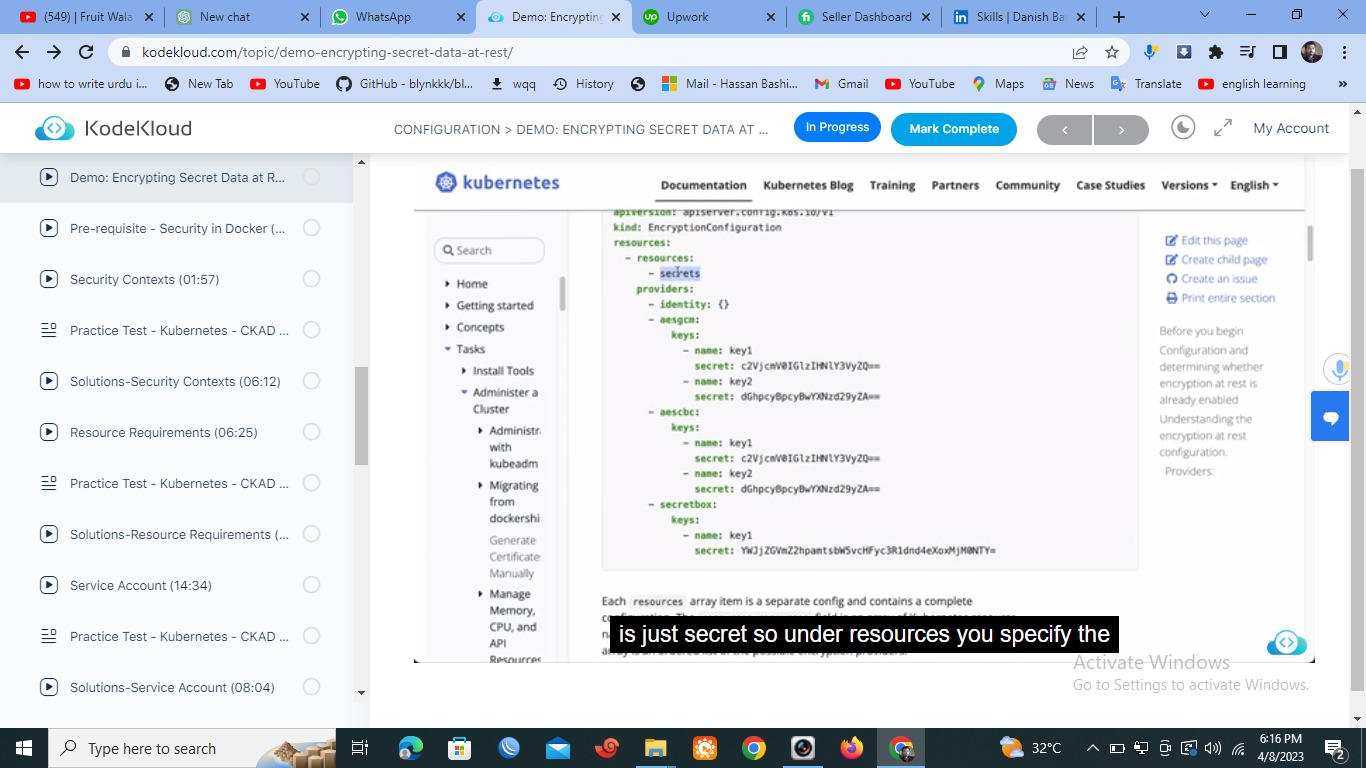 (549) | Fruit Wala
New chat
WhatsApp
Demo: Encrypting
Upwork
Seller Dashboard
Skills | Danish Ba
kodekloud.com/topic/demo-encrypting-secret-data-at-rest/
how to write urdu i...
New Tab
YouTube
GitHub - blynkkk/bl...
wqq
History
Mail - Hassan Bashi...
Gmail
YouTube
Maps
News
Translate
english learning
»
KodeKloud
CONFIGURATION > DEMO: ENCRYPTING SECRET DATA AT ...
In Progress
Mark Complete
My Account
Demo: Encrypting Secret Data at R...
Pre-requisite - Security in Docker (...
Security Contexts (01:57)
Practice Test - Kubernetes - CKAD ...
Solutions-Security Contexts (06:12)
Resource Requirements (06:25)
Practice Test - Kubernetes - CKAD ...
Solutions-Resource Requirements (...
Service Account (14:34)
Practice Test - Kubernetes - CKAD ...
Solutions-Service Account (08:04)
kubernetes
Documentation
Kubernetes Blog
Training
Partners
Community
Case Studies
Versions
English
Search
Home
Getting started
Concepts
Tasks
Install Tools
Administer a
Cluster
Administr
with
kubeadm
Migrating
from
dockershi
Generate
Certificate
Manually
Manage
Memory,
CPU, and
API
Resources
apiVersion: apiserver.config.k8s.io/v1
kind: EncryptionConfiguration
resources:
- resources:
- secrets
providers:
- identity: {}
- aesgcm:
keys:
- name: key1
secret: c2VjcmV0IGlzIHNlY3VyZQ==
- name: key2
secret: dGhpcyBpcyBwYXNzd29yZA==
- aescbc:
keys:
- name: key1
secret: c2VjcmV0IGlzIHNlY3VyZQ==
- name: key2
secret: dGhpcyBpcyBwYXNzd29yZA==
- secretbox:
keys:
- name: key1
secret: YWJjZGVmZ2hpamtsbW5vcHFyc3R1dnd4eXoxMjM0NTY=
Each resources array item is a separate config and contains a complete
is just secret so under resources you specify the
Edit this page
Create child page
Create an issue
Print entire section
Before you begin
Configuration and
determining whether
encryption at rest is
already enabled
Understanding the
encryption at rest
configuration.
Providers:
Activate Windows
Go to Settings to activate Windows.
Type here to search
32°C
6:16 PM
4/8/2023
2